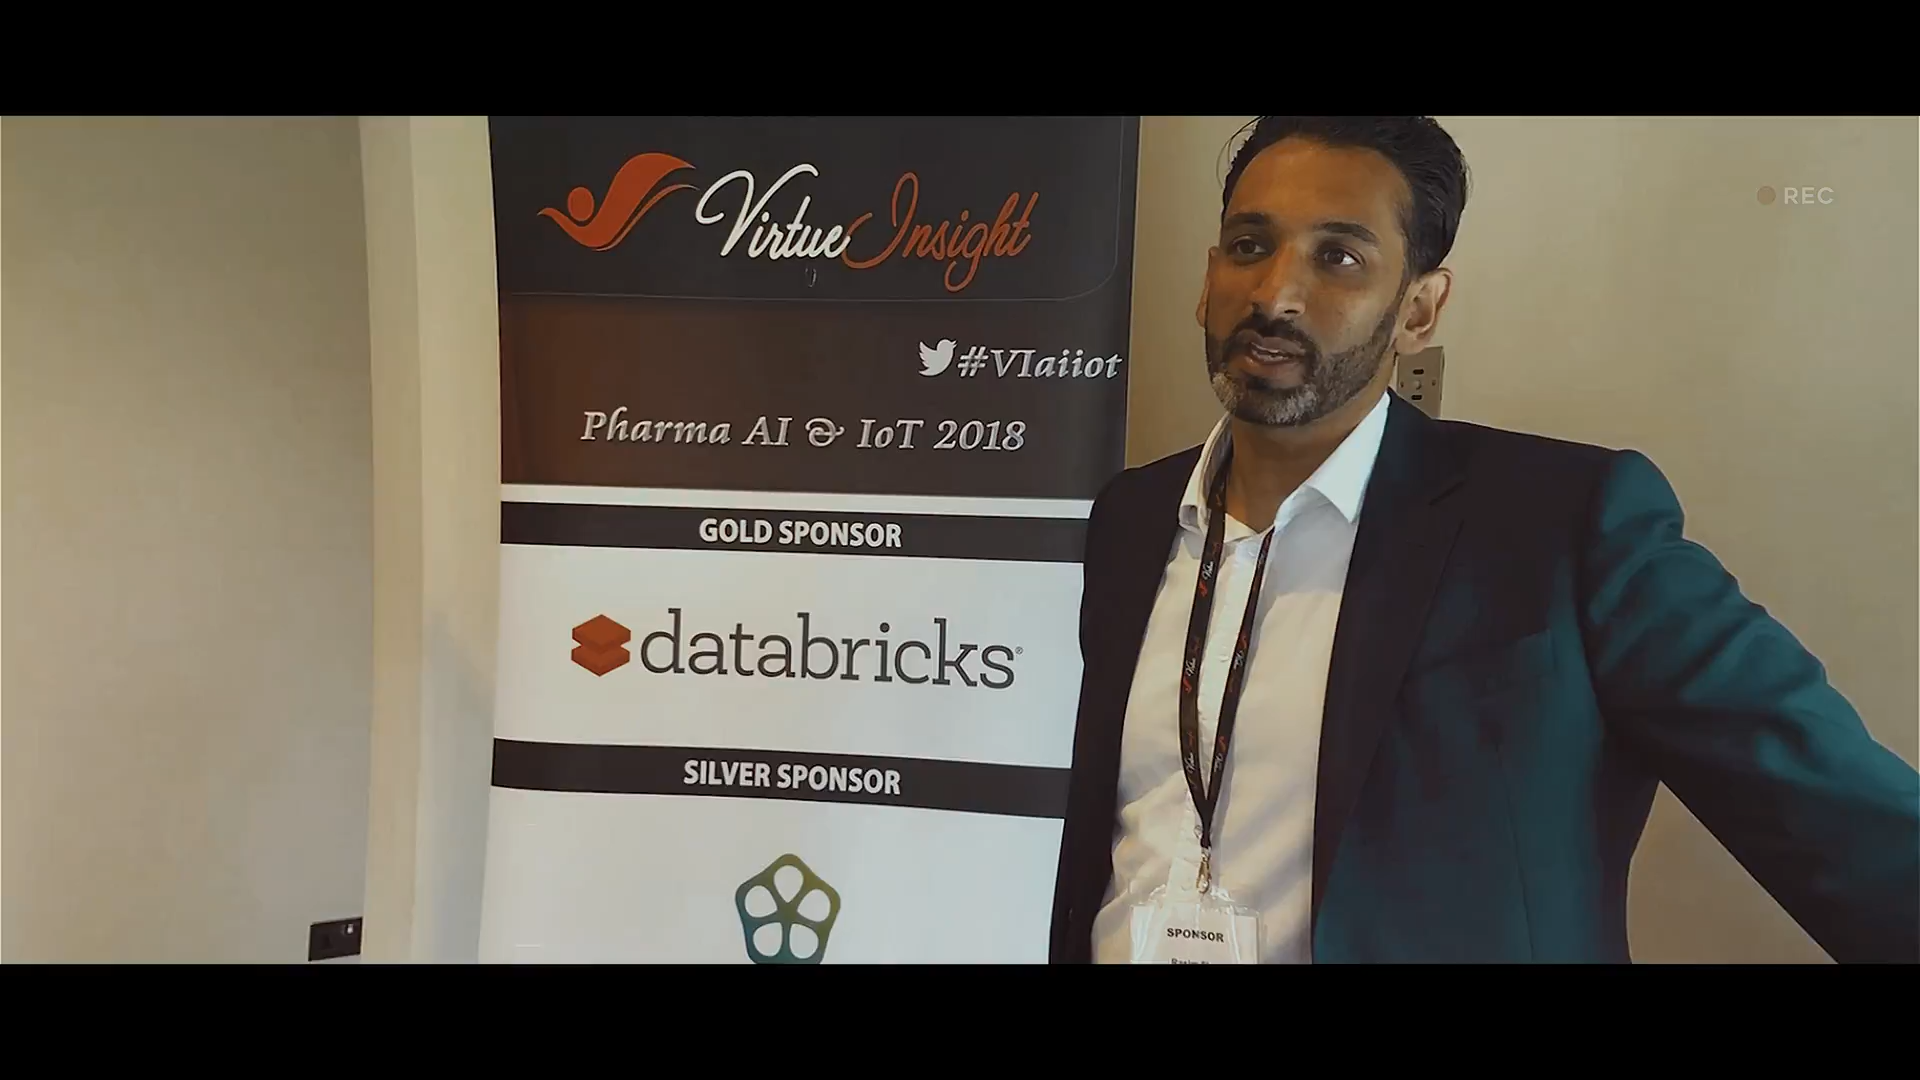 Virtue Insight
REC
#VIaiiot
Pharma AI & IoT 2018
GOLD SPONSOR
databricks®
SILVER SPONSOR
SPONSOR